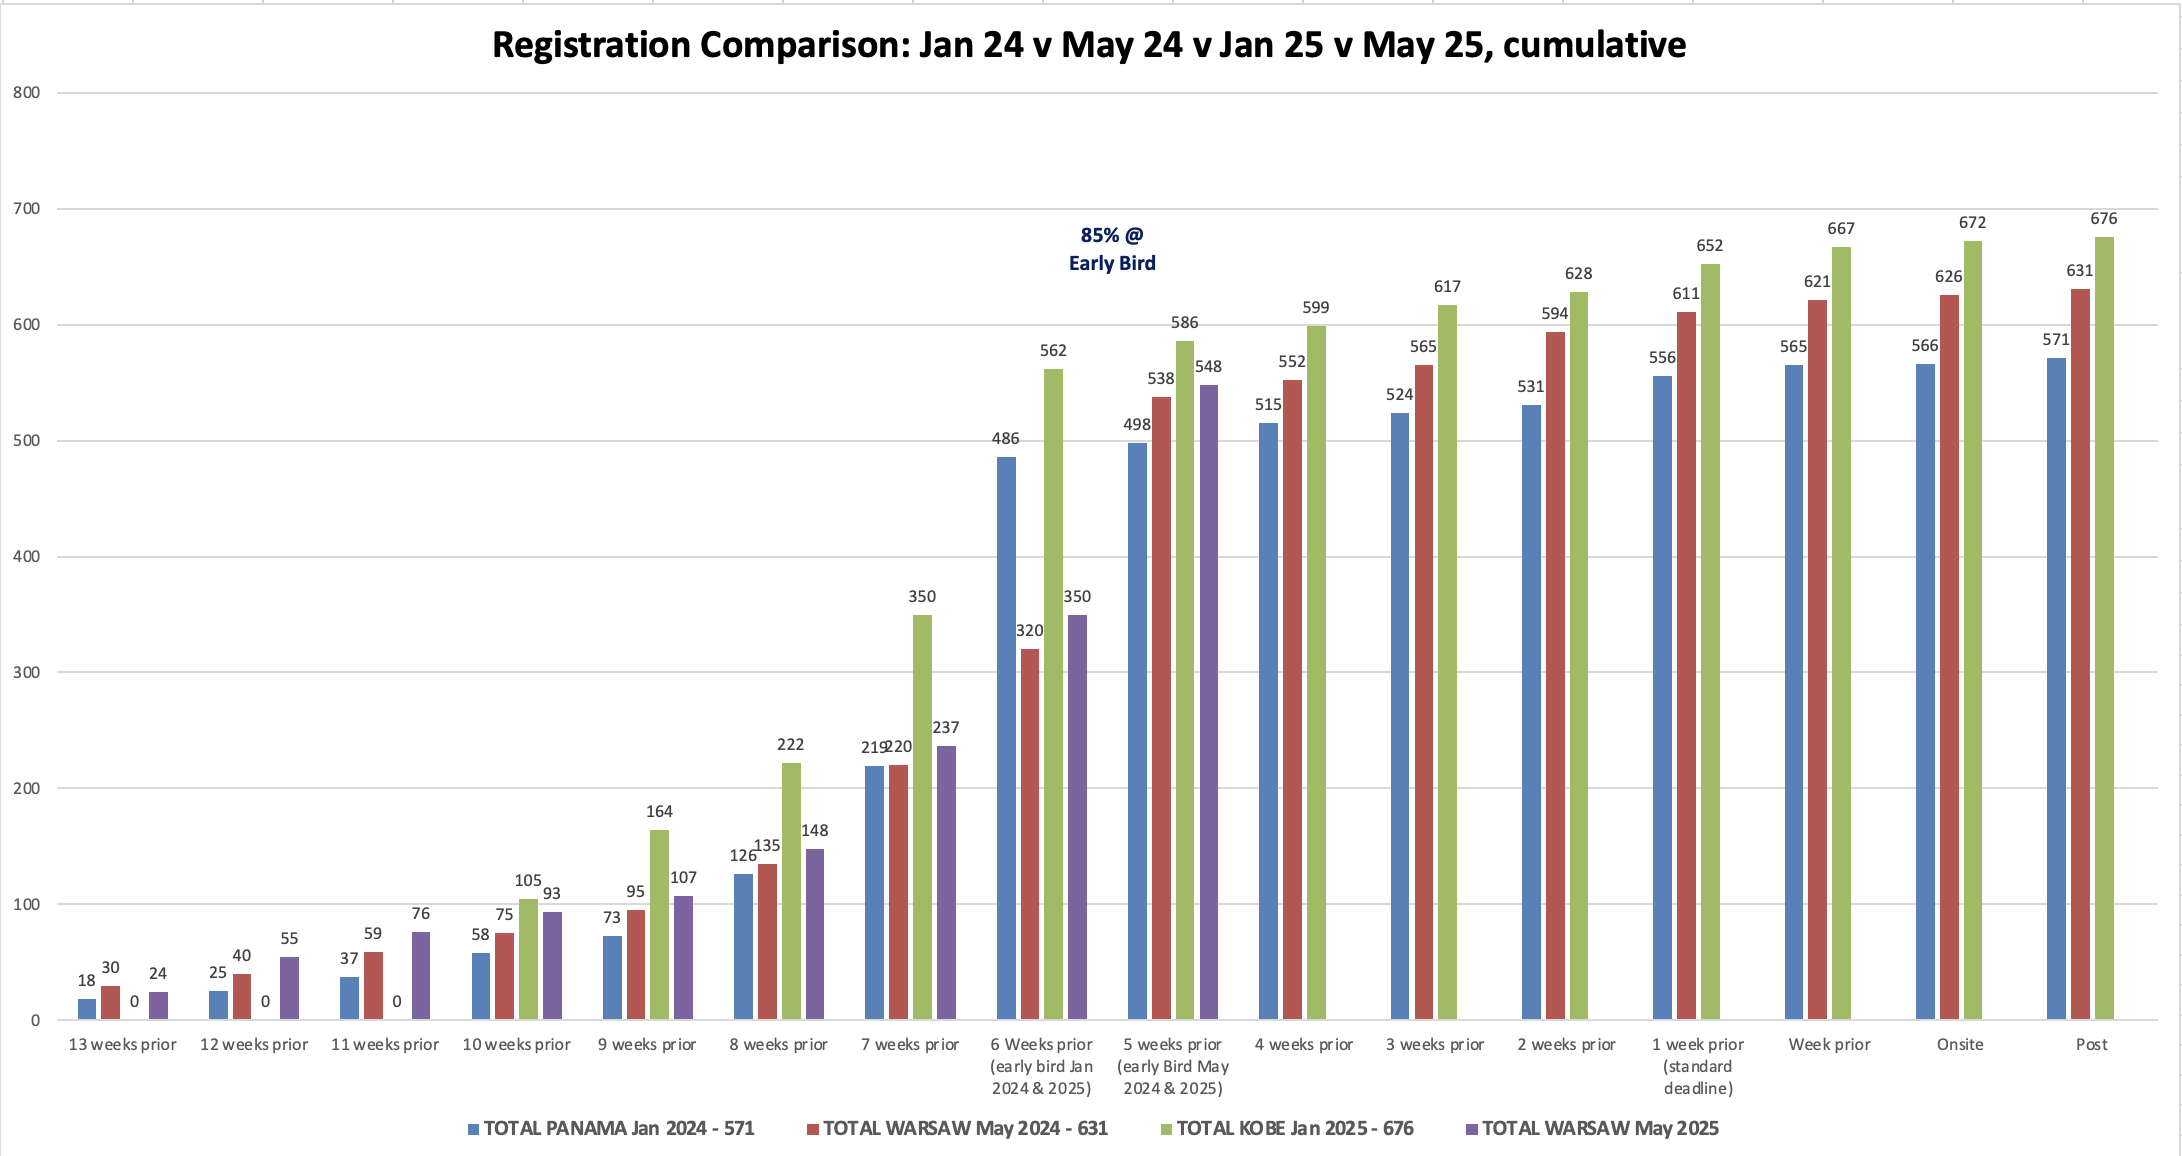 Registration Comparison: Jan 24 v May 24 v Jan 25 v May 25, cumulative
800
700
600
500
400
300
200
100
0
85% @
Early Bird
18
30
0
24
25
40
0
55
37
59
0
76
58
75
105
93
73
95
164
107
126
135
222
148
219
220
350
237
486
320
562
350
498
538
586
548
515
552
599
524
565
617
531
594
628
556
611
652
565
621
667
566
626
672
571
631
676
13 weeks prior
12 weeks prior
11 weeks prior
10 weeks prior
9 weeks prior
8 weeks prior
7 weeks prior
6 Weeks prior
(early bird Jan
2024 & 2025)
5 weeks prior
(early Bird May
2024 & 2025)
4 weeks prior
3 weeks prior
2 weeks prior
1 week prior
(standard
deadline)
Week prior
Onsite
Post
TOTAL PANAMA Jan 2024 - 571
TOTAL WARSAW May 2024 - 631
TOTAL KOBE Jan 2025 - 676
TOTAL WARSAW May 2025